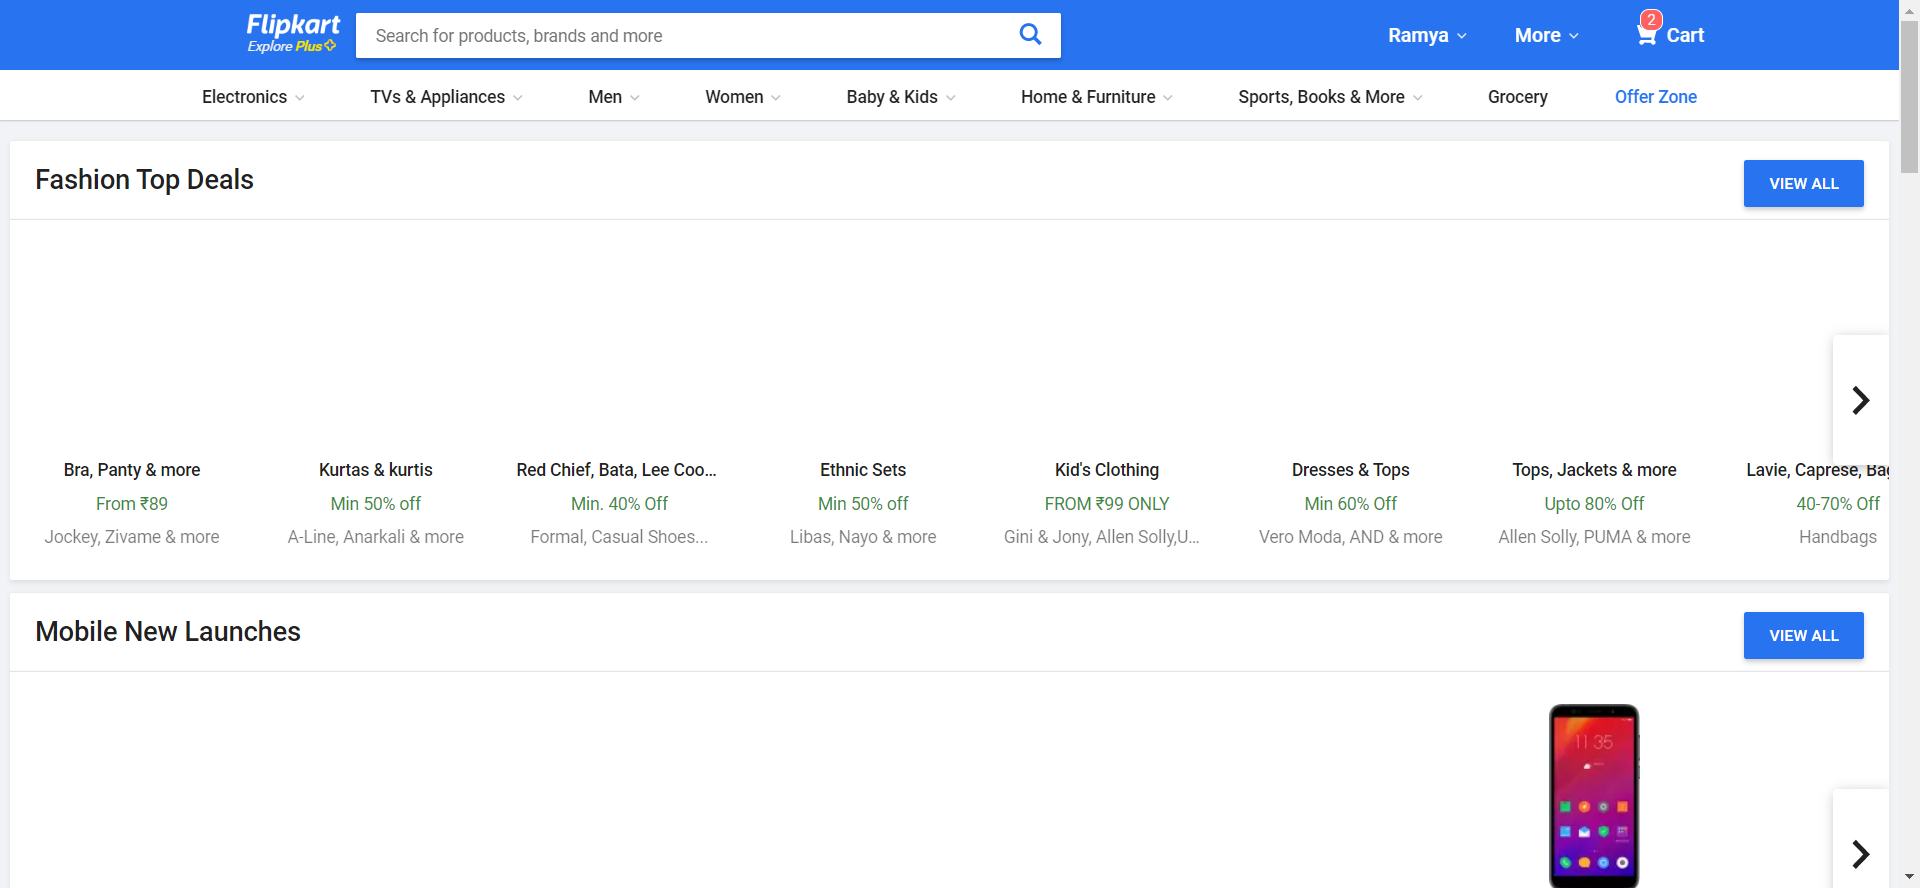 Flipkart
Explore Plus
Search for products, brands and more
Ramya
More
2
Cart
Electronics
TVs & Appliances
Men
Women
Baby & Kids
Home & Furniture
Sports, Books & More
Grocery
Offer Zone
Fashion Top Deals
VIEW ALL
Bra, Panty & more
From ₹89
Jockey, Zivame & more
Kurtas & kurtis
Min 50% off
A-Line, Anarkali & more
Red Chief, Bata, Lee Coo...
Min. 40% Off
Formal, Casual Shoes...
Ethnic Sets
Min 50% off
Libas, Nayo & more
Kid's Clothing
FROM ₹99 ONLY
Gini & Jony, Allen Solly,U...
Dresses & Tops
Min 60% Off
Vero Moda, AND & more
Tops, Jackets & more
Upto 80% Off
Allen Solly, PUMA & more
Lavie, Caprese, Bag
40-70% Off
Handbags
Mobile New Launches
VIEW ALL
11 35